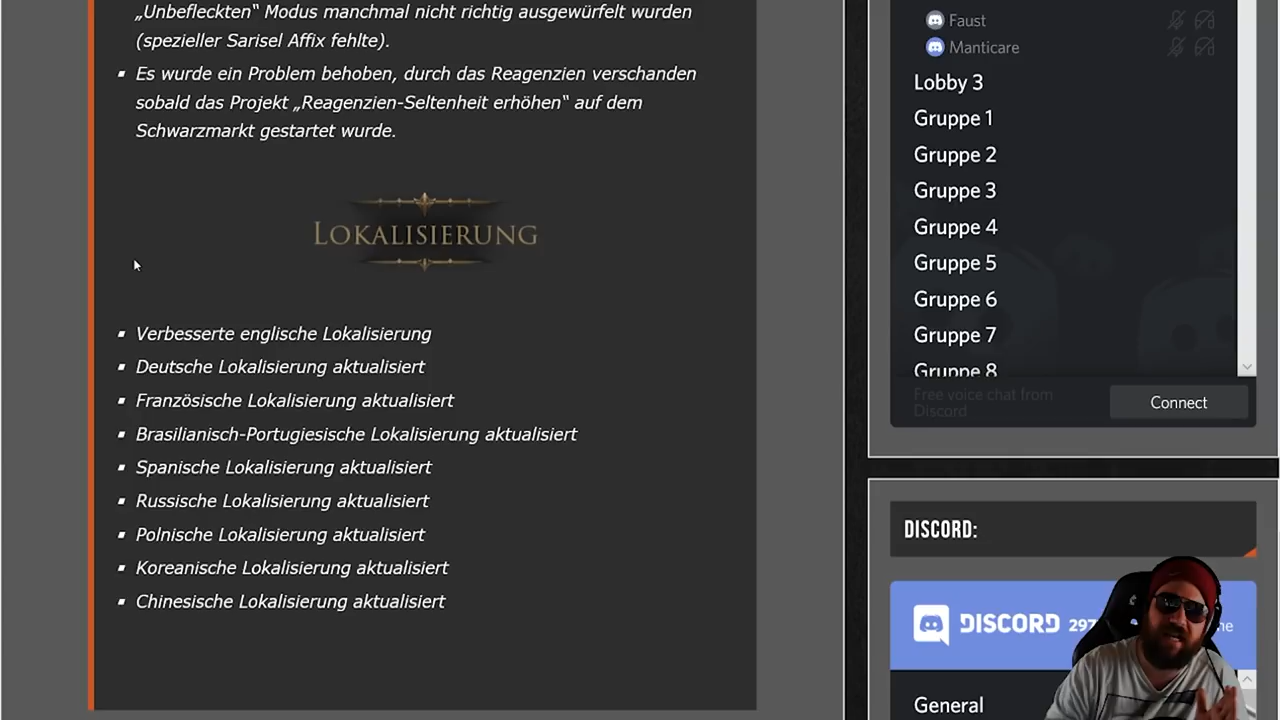 „Unbefleckten“ Modus manchmal nicht richtig ausgewürfelt wurden
(spezieller Sarisel Affix fehlte).
Es wurde ein Problem behoben, durch das Reagenzien verschanden
sobald das Projekt „Reagenzien-Seltenheit erhöhen“ auf dem
Schwarzmarkt gestartet wurde.
LOKALISIERUNG
Verbesserte englische Lokalisierung
Deutsche Lokalisierung aktualisiert
Französische Lokalisierung aktualisiert
Brasilianisch-Portugiesische Lokalisierung aktualisiert
Spanische Lokalisierung aktualisiert
Russische Lokalisierung aktualisiert
Polnische Lokalisierung aktualisiert
Koreanische Lokalisierung aktualisiert
Chinesische Lokalisierung aktualisiert
Faust
Manticare
Lobby 3
Gruppe 1
Gruppe 2
Gruppe 3
Gruppe 4
Gruppe 5
Gruppe 6
Gruppe 7
Gruppe 8
Free voice chat from
Discord
Connect
DISCORD:
DISCORD 297
General